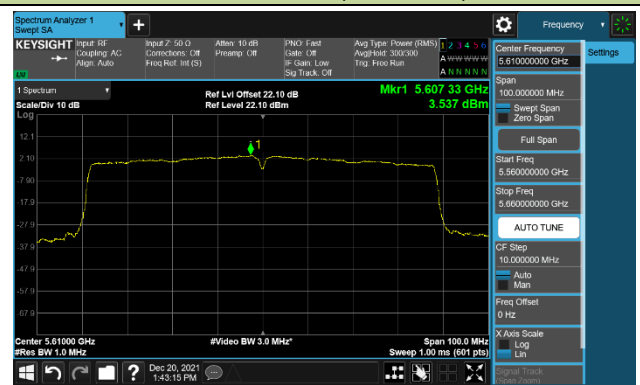 Spectrum Analyzer 1
Swept SA
Frequency
KEYSIGHT
Input: RF
Coupling: AC
Align: Auto
Input Z: 50 Ω
Corrections: Off
Freq Ref: Int (S)
Atten: 10 dB
Preamp: Off
PNO: Fast
Gate: Off
IF Gain: Low
Sig Track: Off
Avg Type: Power (RMS)
Avg|Hold: 300/300
Trig: Free Run
1 2 3 4 5 6
A WW WW W
A N N N N N
LXI
1 Spectrum
Scale/Div 10 dB
Log
Ref Lvl Offset 22.10 dB
Ref Level 22.10 dBm
Mkr1 5.607 33 GHz
3.537 dBm
1
12.1
2.10
-7.90
-17.9
-27.9
-37.9
-47.9
-57.9
-67.9
Center 5.61000 GHz
#Res BW 1.0 MHz
#Video BW 3.0 MHz*
Span 100.0 MHz
Sweep 1.00 ms (601 pts)
Dec 20, 2021
1:43:15 PM
Center Frequency
5.610000000 GHz
Span
100.000000 MHz
Swept Span
Zero Span
Full Span
Start Freq
5.560000000 GHz
Stop Freq
5.660000000 GHz
AUTO TUNE
CF Step
10.000000 MHz
Auto
Man
Freq Offset
0 Hz
X Axis Scale
Log
Lin
Signal Track
(Span Zoom)
Settings